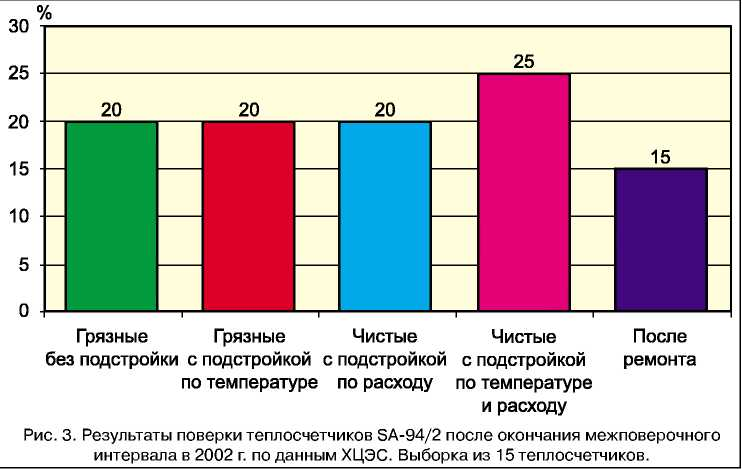 %
30
25
20
15
10
5
0
20
20
20
25
15
Грязные
без подстройки
Грязные
с подстройкой
по температуре
Чистые
с подстройкой
по расходу
Чистые
с подстройкой
по температуре
и расходу
После
ремонта
Рис. 3. Результаты поверки теплосчетчиков SA-94/2 после окончания межповерочного
интервала в 2002 г. по данным ХЦЭС. Выборка из 15 теплосчетчиков.